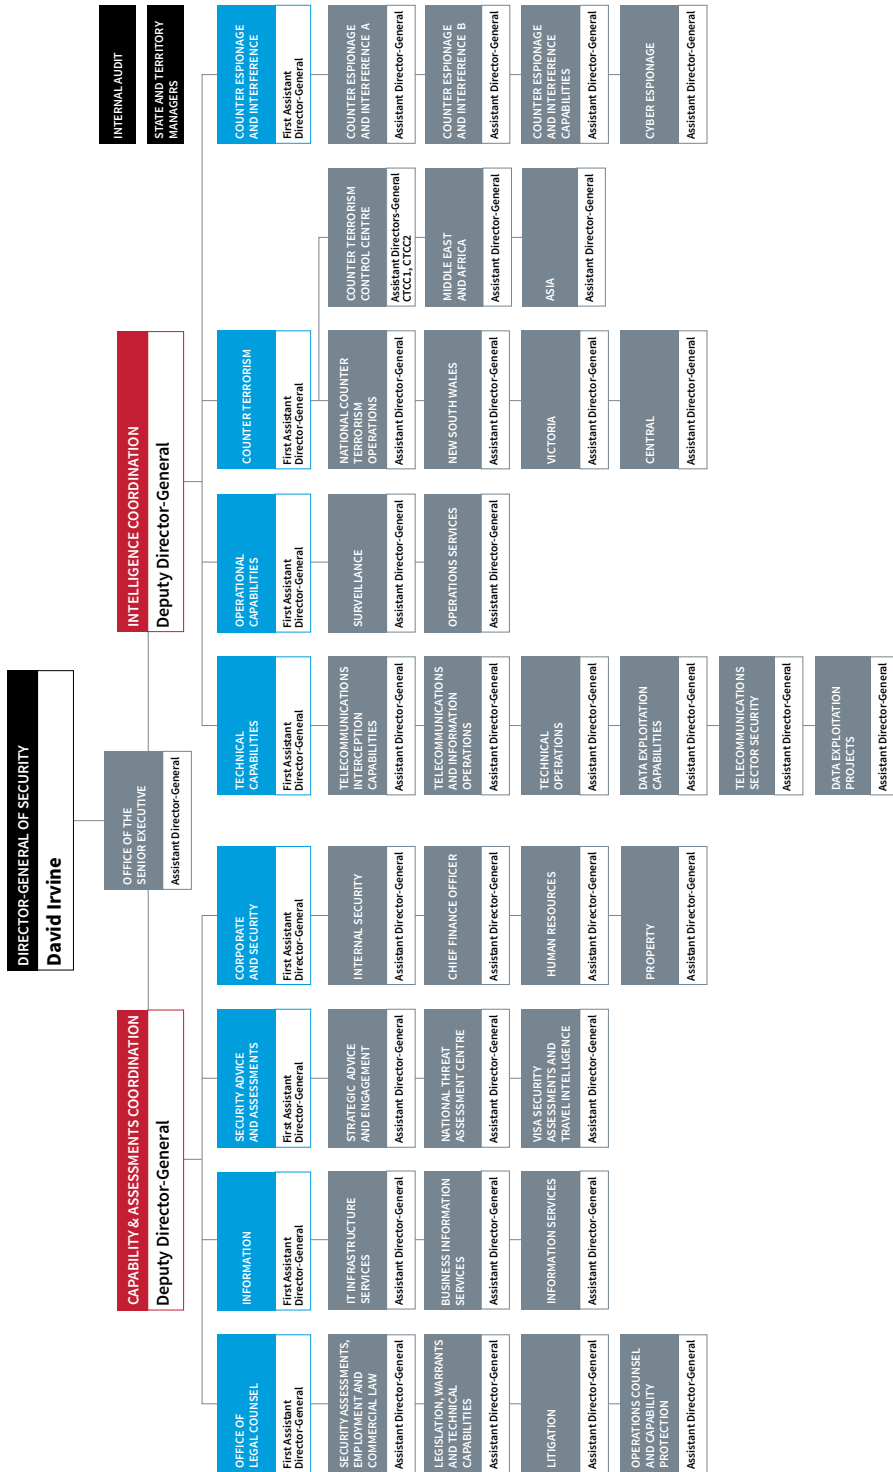 DIRECTOR-GENERAL OF SECURITY
David Irvine
OFFICE OF THE
SENIOR EXECUTIVE
Assistant Director-General
INTERNAL AUDIT
STATE AND TERRITORY
MANAGERS
CAPABILITY & ASSESSMENTS COORDINATION
Deputy Director-General
INTELLIGENCE COORDINATION
Deputy Director-General
OFFICE OF
LEGAL COUNSEL
First Assistant
Director-General
SECURITY ASSESSMENTS,
EMPLOYMENT AND
COMMERCIAL LAW
Assistant Director-General
LEGISLATION, WARRANTS
AND TECHNICAL
CAPABILITIES
Assistant Director-General
LITIGATION
Assistant Director-General
OPERATIONS COUNSEL
AND CAPABILITY
PROTECTION
Assistant Director-General
INFORMATION
First Assistant
Director-General
IT INFRASTRUCTURE
SERVICES
Assistant Director-General
BUSINESS INFORMATION
SERVICES
Assistant Director-General
INFORMATION SERVICES
Assistant Director-General
SECURITY ADVICE
AND ASSESSMENTS
First Assistant
Director-General
STRATEGIC ADVICE
AND ENGAGEMENT
Assistant Director-General
NATIONAL THREAT
ASSESSMENT CENTRE
Assistant Director-General
VISA SECURITY
ASSESSMENTS AND
TRAVEL INTELLIGENCE
Assistant Director-General
CORPORATE
AND SECURITY
First Assistant
Director-General
INTERNAL SECURITY
Assistant Director-General
CHIEF FINANCE OFFICER
Assistant Director-General
HUMAN RESOURCES
Assistant Director-General
PROPERTY
Assistant Director-General
TECHNICAL
CAPABILITIES
First Assistant
Director-General
TELECOMMUNICATIONS
INTERCEPTION
CAPABILITIES
Assistant Director-General
TELECOMMUNICATIONS
AND INFORMATION
OPERATIONS
Assistant Director-General
TECHNICAL
OPERATIONS
Assistant Director-General
DATA EXPLOITATION
CAPABILITIES
Assistant Director-General
TELECOMMUNICATIONS
SECTOR SECURITY
Assistant Director-General
DATA EXPLOITATION
PROJECTS
Assistant Director-General
OPERATIONAL
CAPABILITIES
First Assistant
Director-General
SURVEILLANCE
Assistant Director-General
OPERATIONS SERVICES
Assistant Director-General
COUNTER TERRORISM
First Assistant
Director-General
NATIONAL COUNTER
TERRORISM
OPERATIONS
Assistant Director-General
NEW SOUTH WALES
Assistant Director-General
VICTORIA
Assistant Director-General
CENTRAL
Assistant Director-General
COUNTER TERRORISM
CONTROL CENTRE
Assistant Directors-General
CTCC1, CTCC2
MIDDLE EAST
AND AFRICA
Assistant Director-General
ASIA
Assistant Director-General
COUNTER ESPIONAGE
AND INTERFERENCE
First Assistant
Director-General
COUNTER ESPIONAGE
AND INTERFERENCE A
Assistant Director-General
COUNTER ESPIONAGE
AND INTERFERENCE B
Assistant Director-General
COUNTER ESPIONAGE
AND INTERFERENCE
CAPABILITIES
Assistant Director-General
CYBER ESPIONAGE
Assistant Director-General